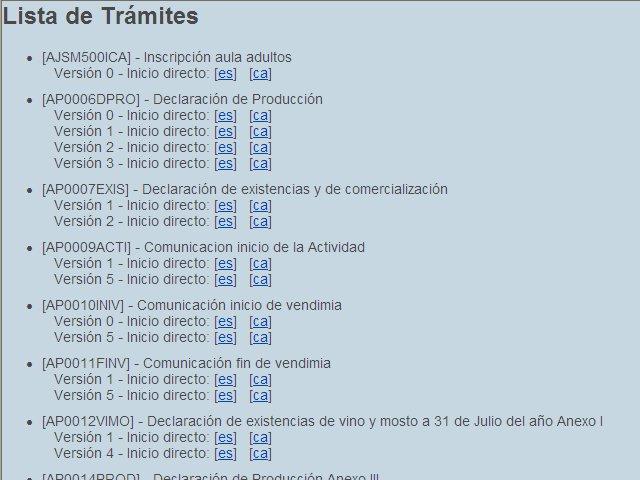 Lista de Trámites
[AJSM500ICA] - Inscripción aula adultos
Versión 0 - Inicio directo: [es] [ca]
[AP0006DPRO] - Declaración de Producción
Versión 0 - Inicio directo: [es] [ca]
Versión 1 - Inicio directo: [es] [ca]
Versión 2 - Inicio directo: [es] [ca]
Versión 3 - Inicio directo: [es] [ca]
[AP0007EXIS] - Declaración de existencias y de comercialización
Versión 1 - Inicio directo: [es] [ca]
Versión 2 - Inicio directo: [es] [ca]
[AP0009ACTI] - Comunicacion inicio de la Actividad
Versión 1 - Inicio directo: [es] [ca]
Versión 5 - Inicio directo: [es] [ca]
[AP0010INIV] - Comunicación inicio de vendimia
Versión 0 - Inicio directo: [es] [ca]
Versión 5 - Inicio directo: [es] [ca]
[AP0011FINV] - Comunicación fin de vendimia
Versión 1 - Inicio directo: [es] [ca]
Versión 5 - Inicio directo: [es] [ca]
[AP0012VIMO] - Declaración de existencias de vino y mosto a 31 de Julio del año Anexo I
Versión 1 - Inicio directo: [es] [ca]
Versión 4 - Inicio directo: [es] [ca]
[AP0014PROD] - Declaración de Producción Anexo III